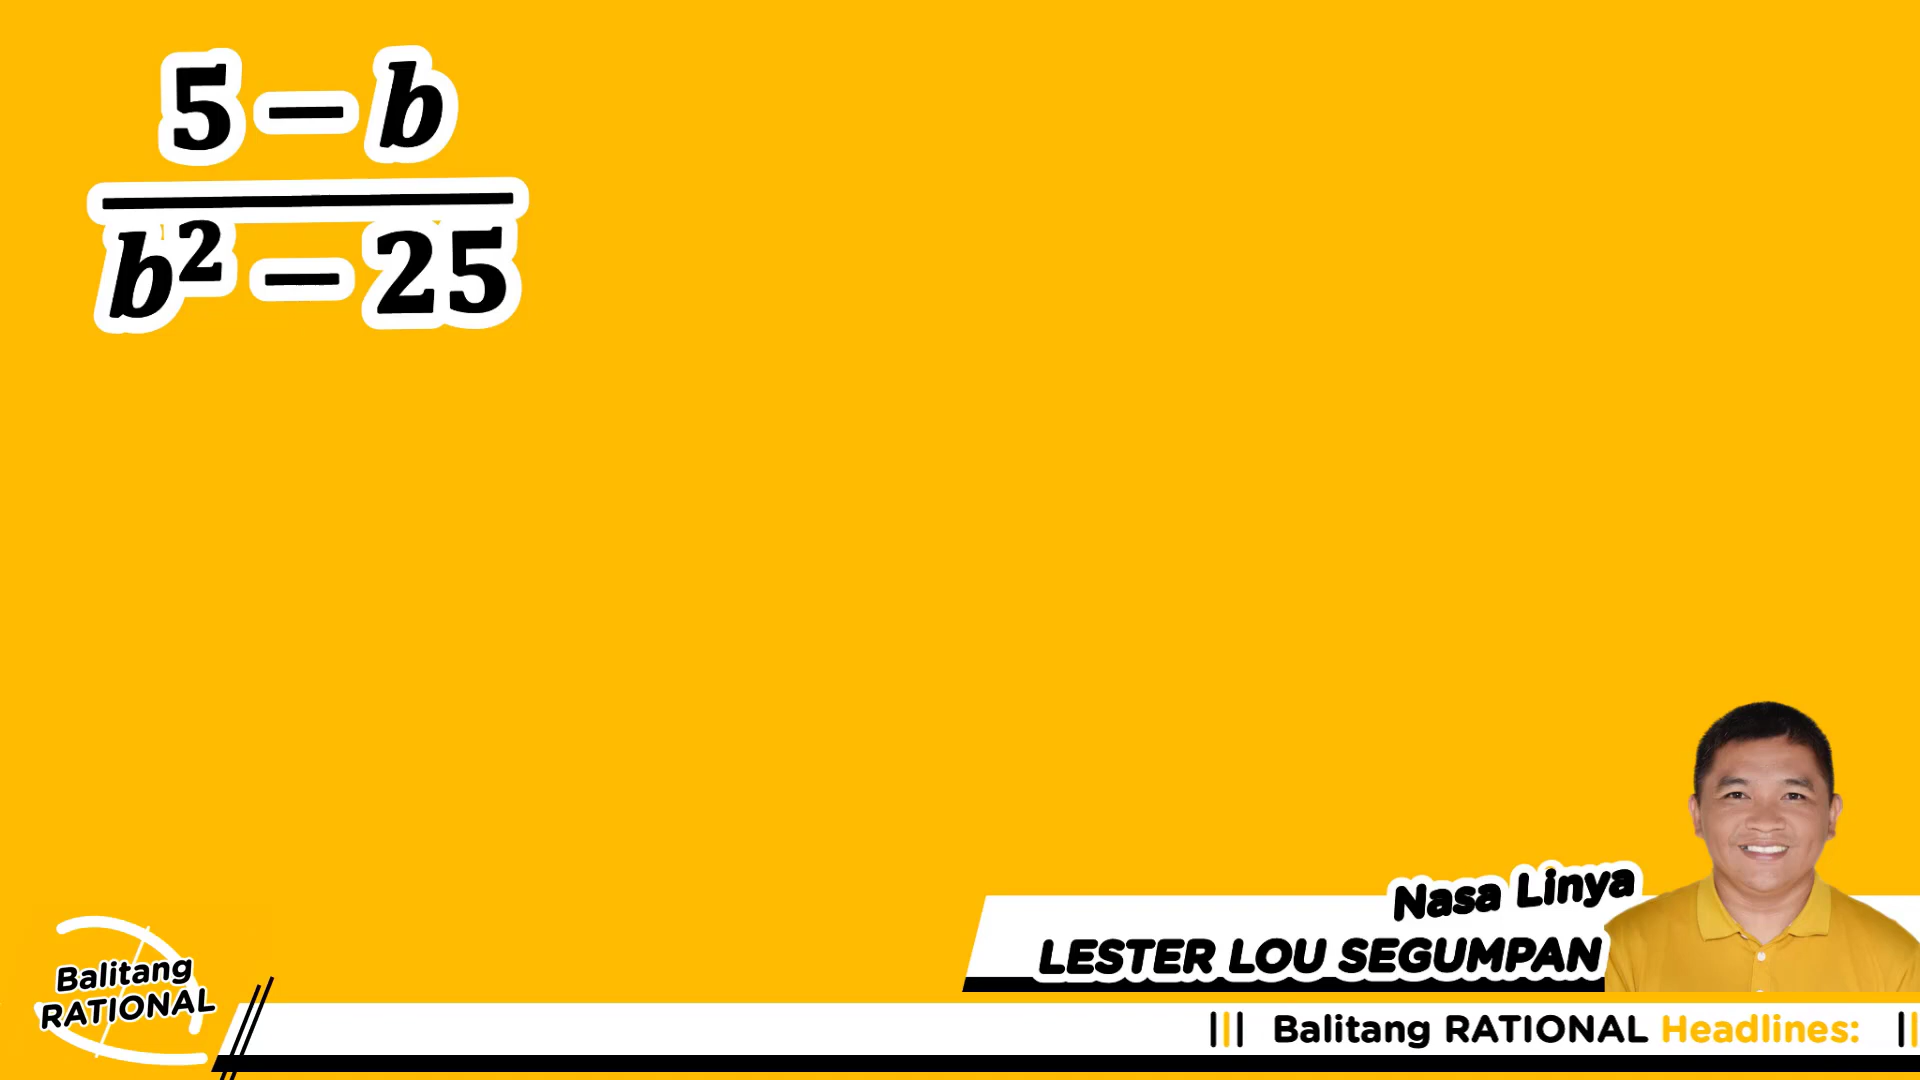 5 − b
b² − 25
Nasa Linya
LESTER LOU SEGUMPAN
Balitang
RATIONAL
Balitang RATIONAL Headlines: